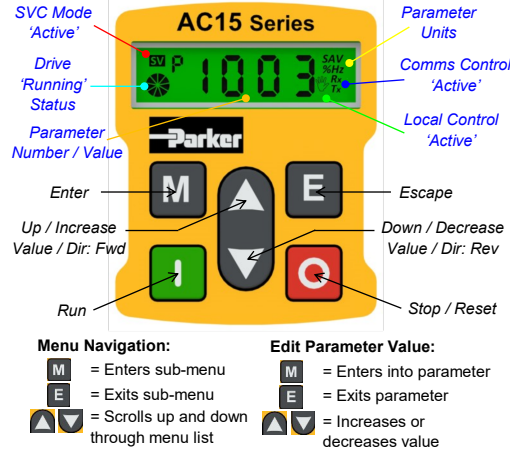 AC15 Series
SVC Mode
'Active'
Drive
'Running'
Status
Parameter
Number / Value
Parameter
Units
Comms Control
'Active'
Local Control
'Active'
SV P 1003 SAV
%Hz
Rx
Tx
Parker
M
E
Enter
Escape
Up / Increase
Value / Dir: Fwd
Down / Decrease
Value / Dir: Rev
I
O
Run
Stop / Reset
Menu Navigation:
M = Enters sub-menu
E = Exits sub-menu
= Scrolls up and down
through menu list
Edit Parameter Value:
M = Enters into parameter
E = Exits parameter
= Increases or
decreases value